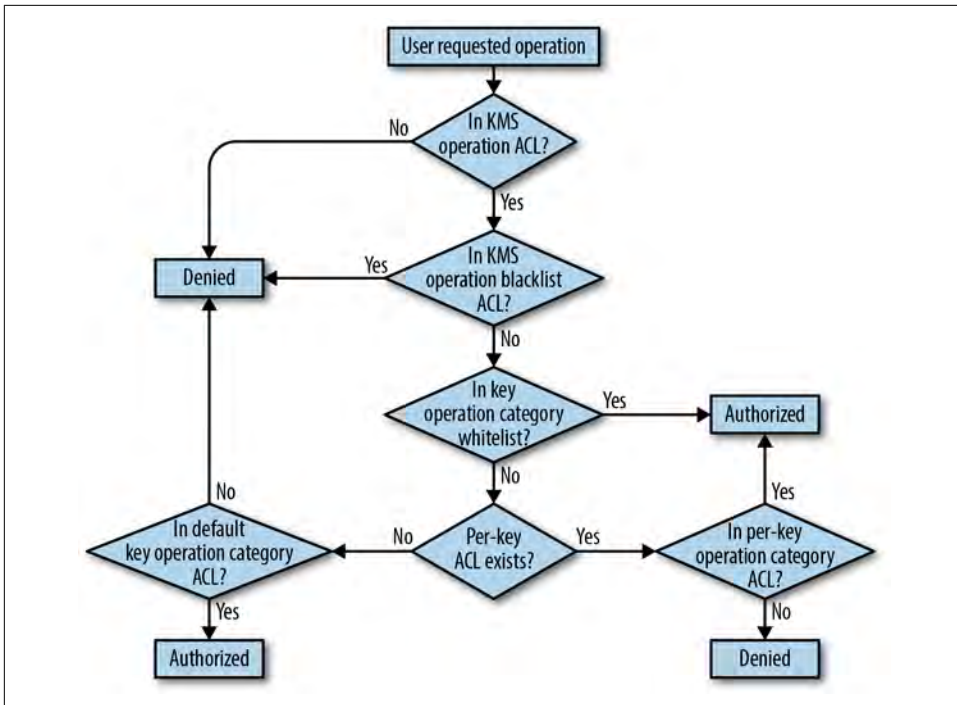 User requested operation
No
In KMS
operation ACL?
Yes
Denied
Yes
In KMS
operation blacklist
ACL?
No
In key
operation category
whitelist?
Yes
Authorized
No
No
Yes
In default
key operation category
ACL?
No
Per-key
ACL exists?
Yes
In per-key
operation category
ACL?
Yes
No
Authorized
Denied